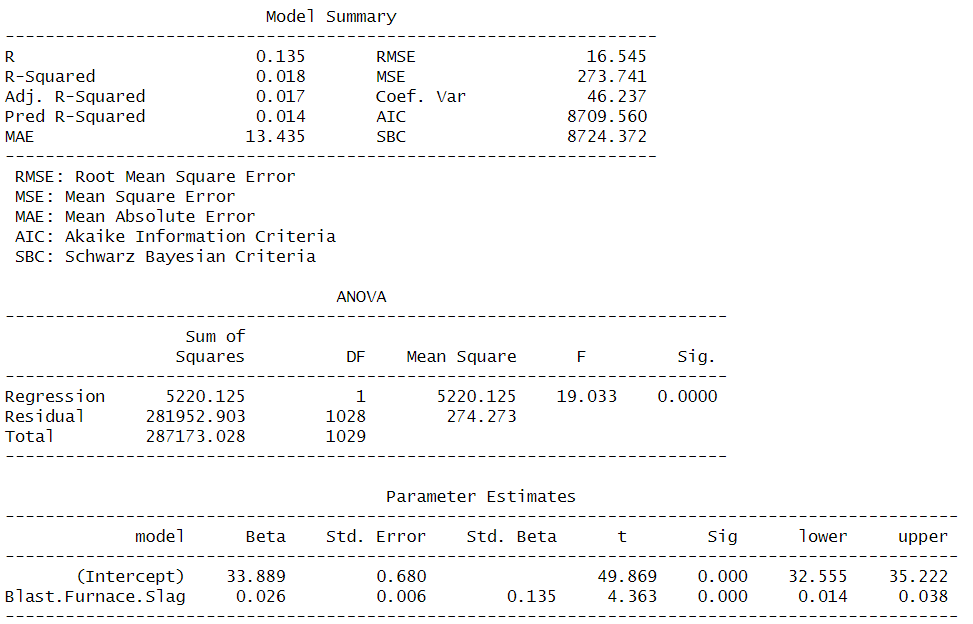 Model Summary
-----------------------------------------------------------------
R                       0.135       RMSE                 16.545
R-Squared               0.018       MSE                 273.741
Adj. R-Squared          0.017       Coef. Var            46.237
Pred R-Squared          0.014       AIC                8709.560
MAE                    13.435       SBC                8724.372
-----------------------------------------------------------------
RMSE: Root Mean Square Error
MSE: Mean Square Error
MAE: Mean Absolute Error
AIC: Akaike Information Criteria
SBC: Schwarz Bayesian Criteria
ANOVA
------------------------------------------------------------------------
Sum of
Squares          DF    Mean Square      F         Sig.
------------------------------------------------------------------------
Regression      5220.125           1       5220.125    19.033    0.0000
Residual      281952.903        1028        274.273
Total         287173.028        1029
------------------------------------------------------------------------
Parameter Estimates
-----------------------------------------------------------------------------------------------
model      Beta    Std. Error    Std. Beta      t        Sig      lower     upper
-----------------------------------------------------------------------------------------------
(Intercept)    33.889         0.680                 49.869    0.000    32.555    35.222
Blast.Furnace.Slag     0.026         0.006        0.135     4.363    0.000     0.014     0.038
-----------------------------------------------------------------------------------------------